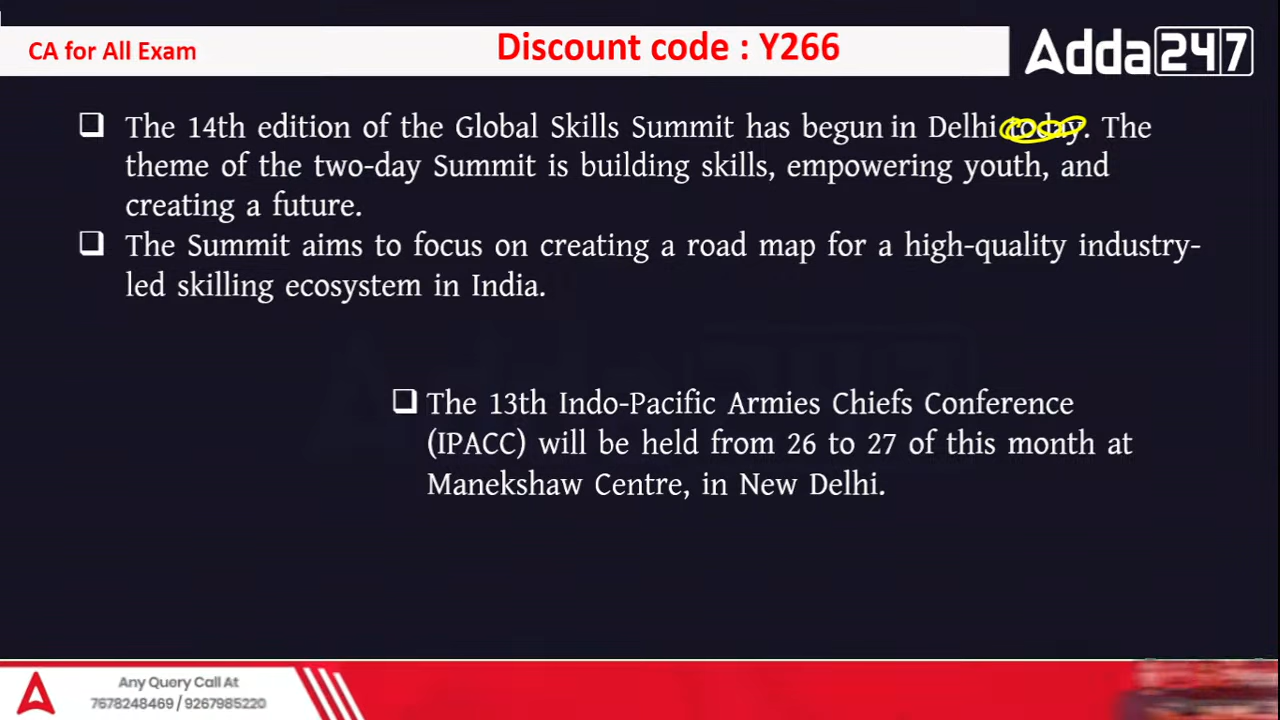 CA for All Exam
Discount code : Y266
Adda247
The 14th edition of the Global Skills Summit has begun in Delhi today. The
theme of the two-day Summit is building skills, empowering youth, and
creating a future.
The Summit aims to focus on creating a road map for a high-quality industry-
led skilling ecosystem in India.
The 13th Indo-Pacific Armies Chiefs Conference
(IPACC) will be held from 26 to 27 of this month at
Manekshaw Centre, in New Delhi.
Any Query Call At
7678248469 / 9267985220